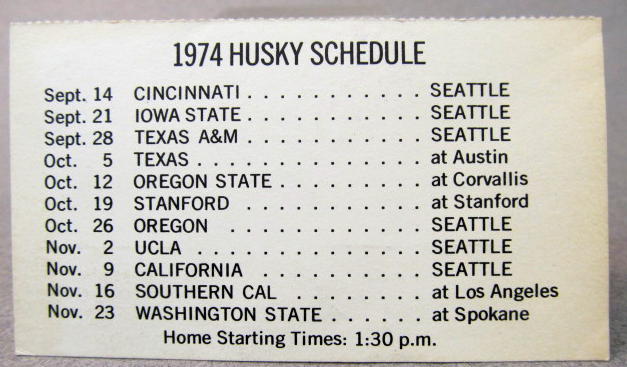 1974 HUSKY SCHEDULE
Sept. 14 CINCINNATI . . . . . . . . . . . SEATTLE
Sept. 21 IOWA STATE . . . . . . . . . . . SEATTLE
Sept. 28 TEXAS A&M . . . . . . . . . . . SEATTLE
Oct. 5 TEXAS . . . . . . . . . . . . . . at Austin
Oct. 12 OREGON STATE . . . . . . . . . at Corvallis
Oct. 19 STANFORD . . . . . . . . . . . at Stanford
Oct. 26 OREGON . . . . . . . . . . . . SEATTLE
Nov. 2 UCLA . . . . . . . . . . . . . . SEATTLE
Nov. 9 CALIFORNIA . . . . . . . . . . . SEATTLE
Nov. 16 SOUTHERN CAL . . . . . . . . at Los Angeles
Nov. 23 WASHINGTON STATE . . . . . . at Spokane
Home Starting Times: 1:30 p.m.